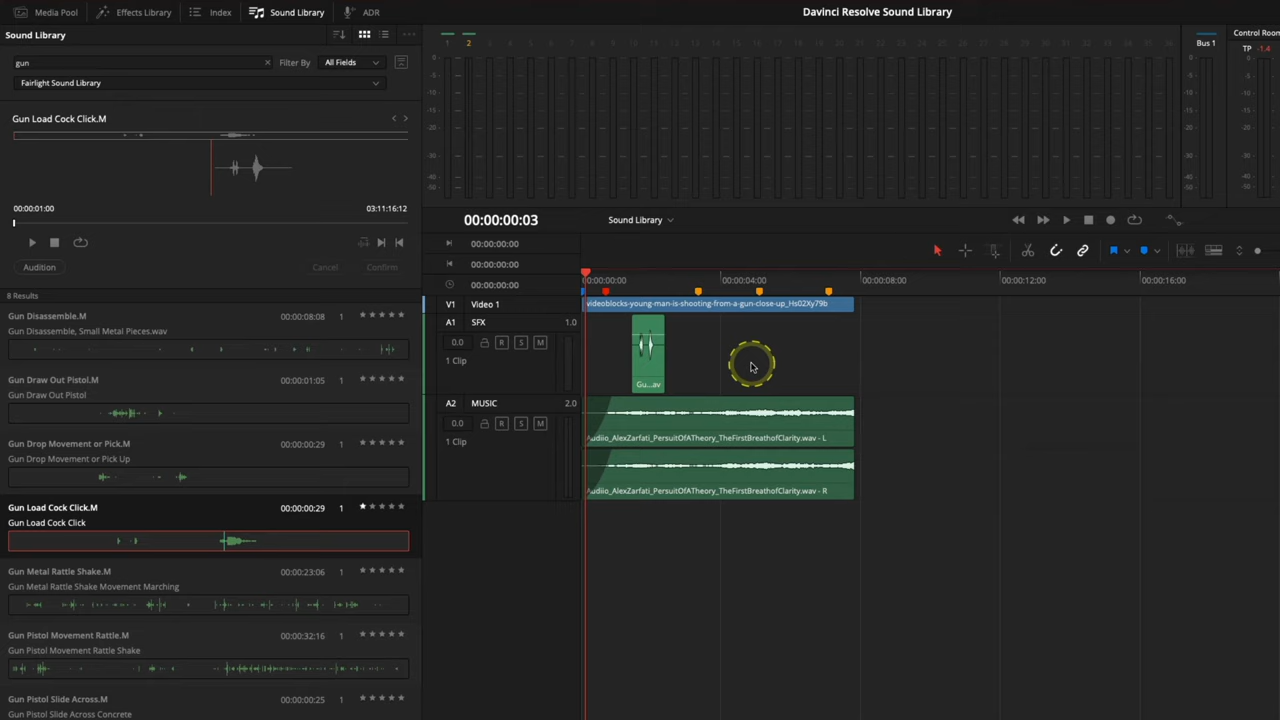 Media Pool
Effects Library
Index
Sound Library
ADR
Davinci Resolve Sound Library
Sound Library
gun
Filter By
All Fields
Fairlight Sound Library
Gun Load Cock Click.M
00:00:01:00
03:11:16:12
Audition
Cancel
Confirm
8 Results
Gun Disassemble.M 00:00:08:08 1
Gun Disassemble, Small Metal Pieces.wav
Gun Draw Out Pistol.M 00:00:01:05 1
Gun Draw Out Pistol
Gun Drop Movement or Pick.M 00:00:00:29 1
Gun Drop Movement or Pick Up
Gun Load Cock Click.M 00:00:00:29 1
Gun Load Cock Click
Gun Metal Rattle Shake.M 00:00:23:06 1
Gun Metal Rattle Shake Movement Marching
Gun Pistol Movement Rattle.M 00:00:32:16 1
Gun Pistol Movement Rattle Shake
Gun Pistol Slide Across.M 00:00:00:25 1
Gun Pistol Slide Across Concrete
1 2
Bus 1
Control Room
TP -1.4
00:00:00:03
Sound Library
00:00:00:00
00:00:00:00
00:00:00:00
00:00:00:00
00:00:04:00
00:00:08:00
00:00:12:00
00:00:16:00
V1 Video 1
videoblocks-young-man-is-shooting-from-a-gun-close-up_Hs02Xy79b
A1 SFX 1.0
0.0 R S M
1 Clip
Gu...av
A2 MUSIC 2.0
0.0 R S M
1 Clip
Audiio_AlexZarfati_PersuitOfATheory_TheFirstBreathofClarity.wav - L
Audiio_AlexZarfati_PersuitOfATheory_TheFirstBreathofClarity.wav - R